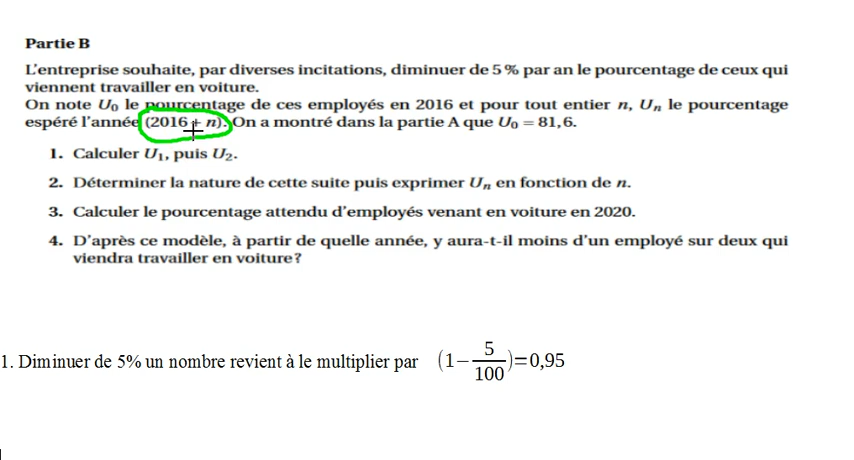 Partie B
L'entreprise souhaite, par diverses incitations, diminuer de 5 % par an le pourcentage de ceux qui
viennent travailler en voiture.
On note U₀ le pourcentage de ces employés en 2016 et pour tout entier n, Uₙ le pourcentage
espéré l'année (2016 + n). On a montré dans la partie A que U₀ = 81,6.
1. Calculer U₁, puis U₂.
2. Déterminer la nature de cette suite puis exprimer Uₙ en fonction de n.
3. Calculer le pourcentage attendu d'employés venant en voiture en 2020.
4. D'après ce modèle, à partir de quelle année, y aura-t-il moins d'un employé sur deux qui
viendra travailler en voiture ?
1. Diminuer de 5% un nombre revient à le multiplier par (1−5/100)=0,95